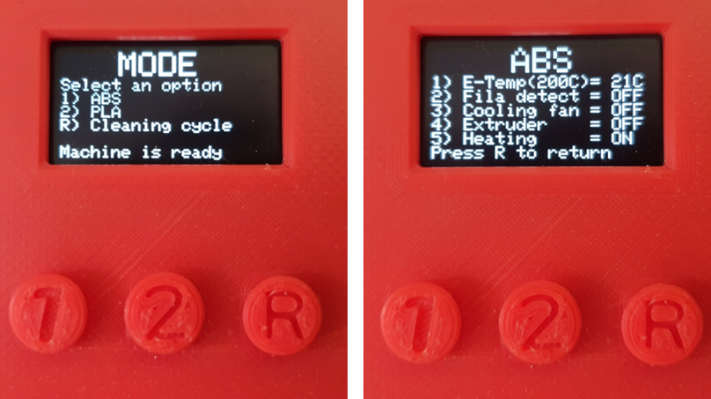 MODE
Select an option
1) ABS
2) PLA
R) Cleaning cycle
Machine is ready
1 2 R
ABS
1) E-Temp(200C)= 21C
2) Fila detect = OFF
3) Cooling fan = OFF
4) Extruder = OFF
5) Heating = ON
Press R to return
1 2 R